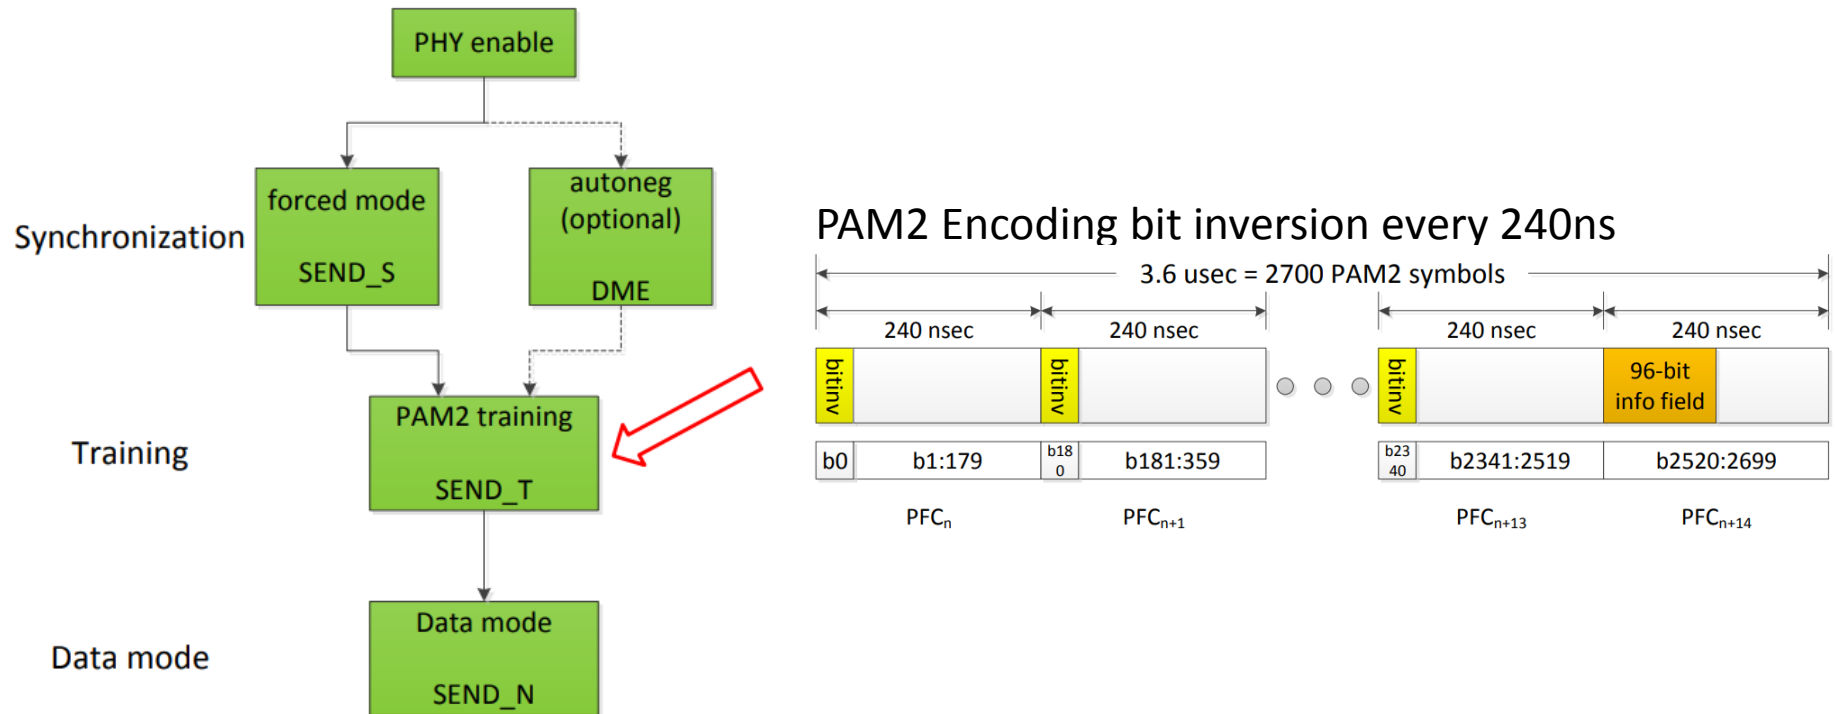 PHY enable
Synchronization
forced mode
SEND_S
autoneg
(optional)
DME
Training
PAM2 training
SEND_T
Data mode
Data mode
SEND_N
PAM2 Encoding bit inversion every 240ns
3.6 usec = 2700 PAM2 symbols
240 nsec
240 nsec
240 nsec
240 nsec
bitinv
bitinv
bitinv
96-bit
info field
b0
b1:179
b18
0
b181:359
b23
40
b2341:2519
b2520:2699
PFCn
PFCn+1
PFCn+13
PFCn+14